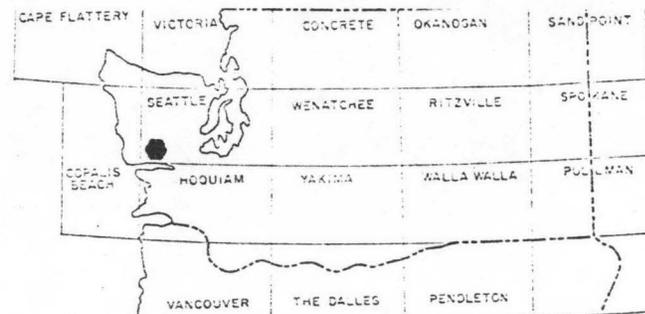 CAPE FLATTERY VICTORIA CONCRETE OKANOGAN SANDPOINT
SEATTLE WENATCHEE RITZVILLE SPOKANE
COPALIS
BEACH HOQUIAM YAKIMA WALLA WALLA PULLMAN
VANCOUVER THE DALLES PENDLETON